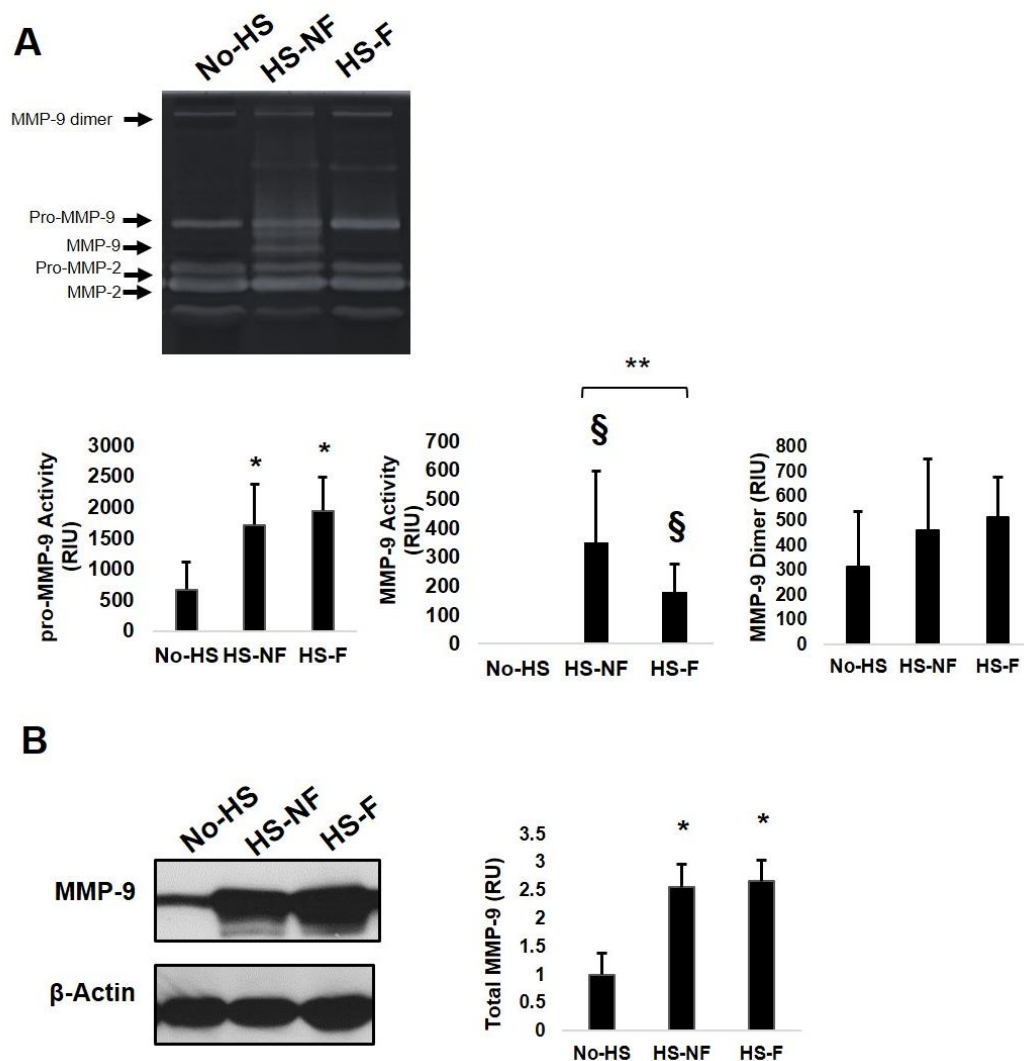 A
No-HS
HS-NF
HS-F
MMP-9 dimer
Pro-MMP-9
MMP-9
Pro-MMP-2
MMP-2
pro-MMP-9 Activity
(RIU)
3000
2500
2000
1500
1000
500
0
*
*
No-HS HS-NF HS-F
MMP-9 Activity
(RIU)
700
600
500
400
300
200
100
0
**
§
§
No-HS HS-NF HS-F
MMP-9 Dimer (RIU)
800
700
600
500
400
300
200
100
0
No-HS HS-NF HS-F
B
No-HS
HS-NF
HS-F
MMP-9
β-Actin
Total MMP-9 (RU)
3.5
3
2.5
2
1.5
1
0.5
0
*
*
No-HS HS-NF HS-F